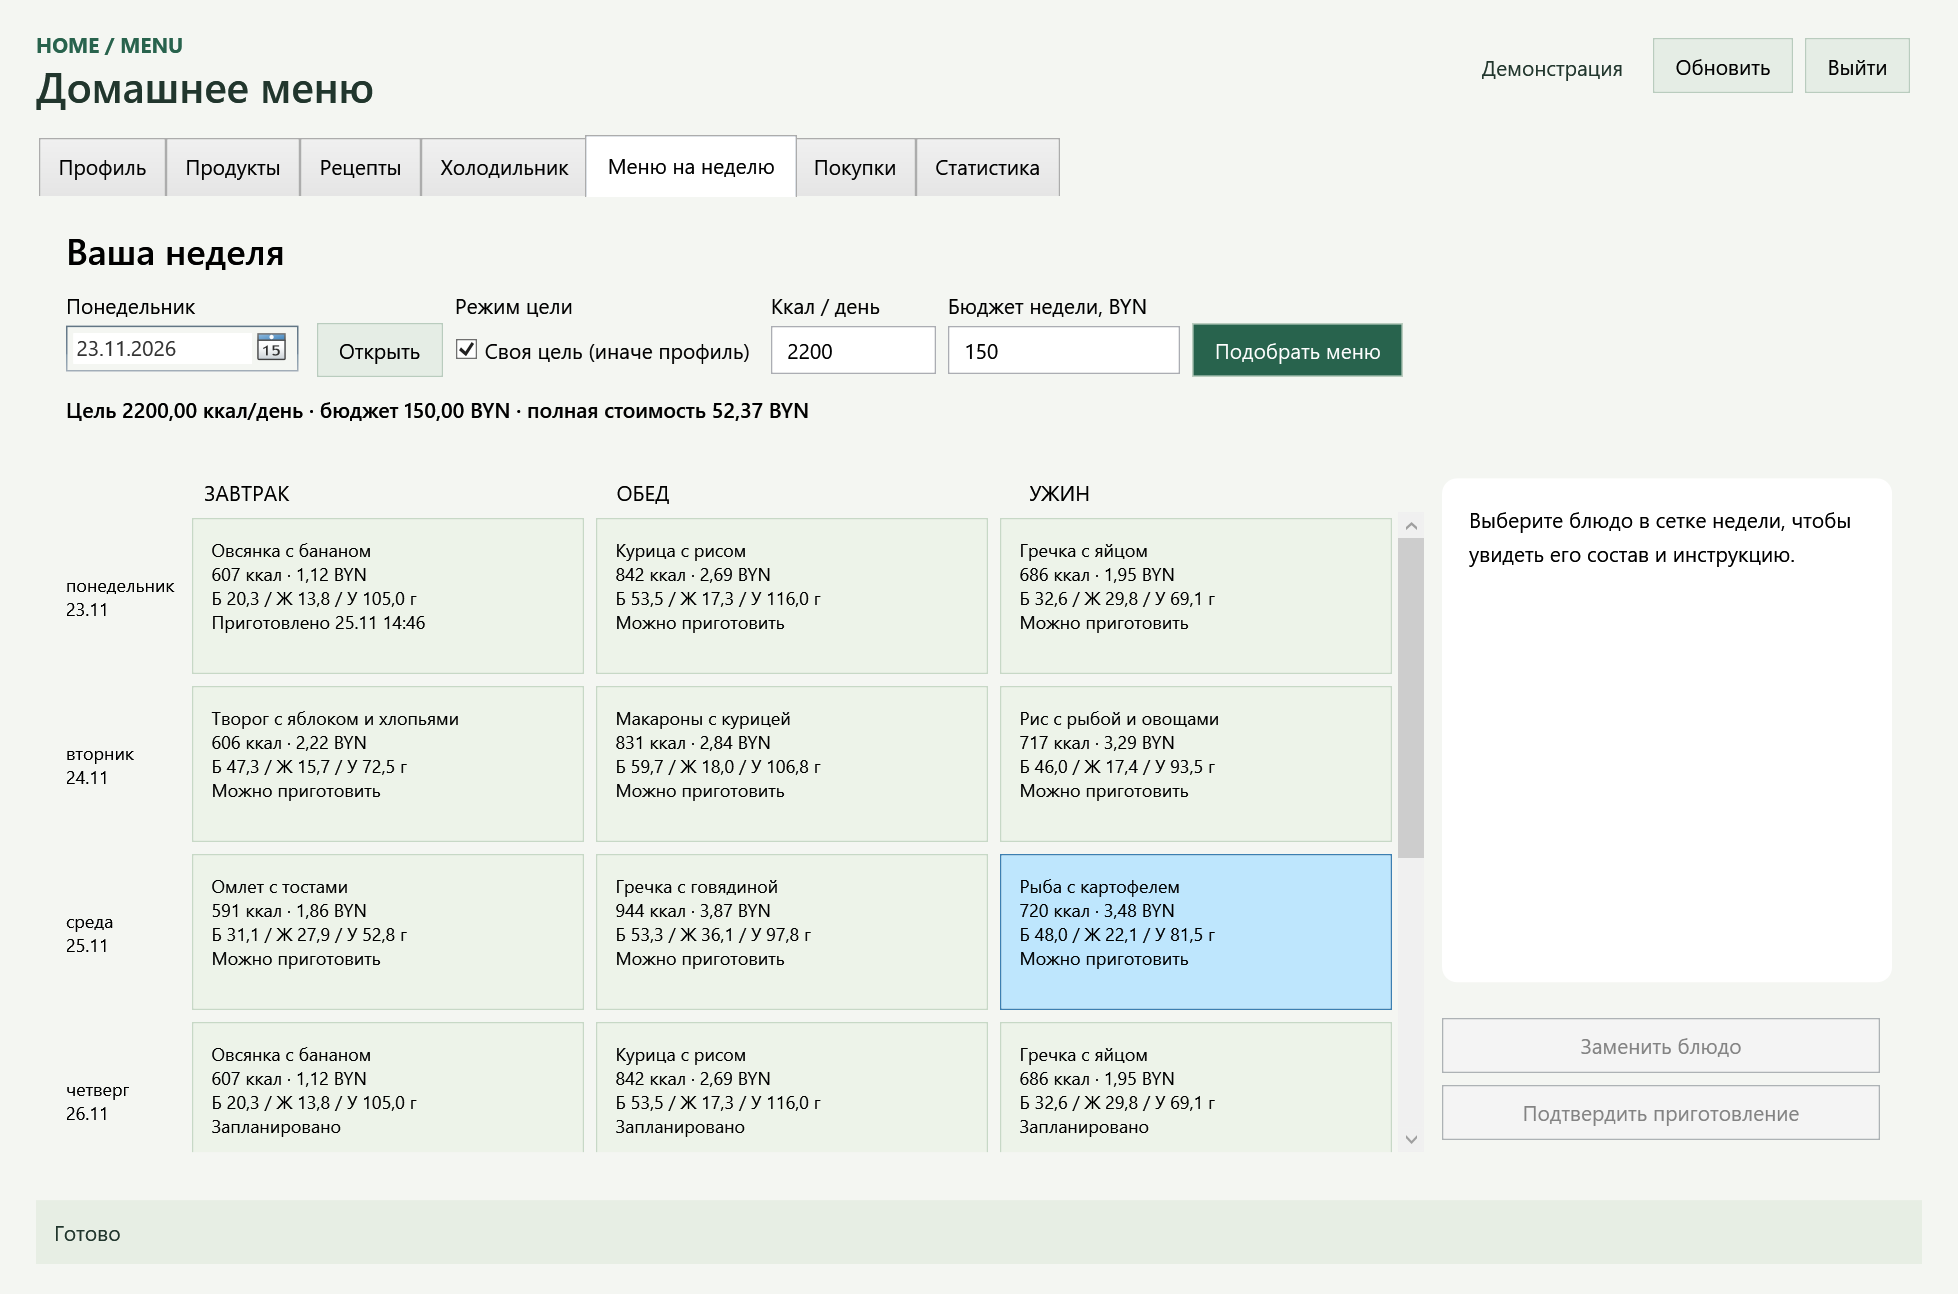 HOME / MENU
Домашнее меню
Демонстрация
Обновить
Выйти
Профиль
Продукты
Рецепты
Холодильник
Меню на неделю
Покупки
Статистика
Ваша неделя
Понедельник
Режим цели
Ккал / день
Бюджет недели, BYN
23.11.2026
15
Открыть
Своя цель (иначе профиль)
2200
150
Подобрать меню
Цель 2200,00 ккал/день · бюджет 150,00 BYN · полная стоимость 52,37 BYN
ЗАВТРАК
ОБЕД
УЖИН
понедельник
23.11
Овсянка с бананом
607 ккал · 1,12 BYN
Б 20,3 / Ж 13,8 / У 105,0 г
Приготовлено 25.11 14:46
Курица с рисом
842 ккал · 2,69 BYN
Б 53,5 / Ж 17,3 / У 116,0 г
Можно приготовить
Гречка с яйцом
686 ккал · 1,95 BYN
Б 32,6 / Ж 29,8 / У 69,1 г
Можно приготовить
вторник
24.11
Творог с яблоком и хлопьями
606 ккал · 2,22 BYN
Б 47,3 / Ж 15,7 / У 72,5 г
Можно приготовить
Макароны с курицей
831 ккал · 2,84 BYN
Б 59,7 / Ж 18,0 / У 106,8 г
Можно приготовить
Рис с рыбой и овощами
717 ккал · 3,29 BYN
Б 46,0 / Ж 17,4 / У 93,5 г
Можно приготовить
среда
25.11
Омлет с тостами
591 ккал · 1,86 BYN
Б 31,1 / Ж 27,9 / У 52,8 г
Можно приготовить
Гречка с говядиной
944 ккал · 3,87 BYN
Б 53,3 / Ж 36,1 / У 97,8 г
Можно приготовить
Рыба с картофелем
720 ккал · 3,48 BYN
Б 48,0 / Ж 22,1 / У 81,5 г
Можно приготовить
четверг
26.11
Овсянка с бананом
607 ккал · 1,12 BYN
Б 20,3 / Ж 13,8 / У 105,0 г
Запланировано
Курица с рисом
842 ккал · 2,69 BYN
Б 53,5 / Ж 17,3 / У 116,0 г
Запланировано
Гречка с яйцом
686 ккал · 1,95 BYN
Б 32,6 / Ж 29,8 / У 69,1 г
Запланировано
Выберите блюдо в сетке недели, чтобы
увидеть его состав и инструкцию.
Заменить блюдо
Подтвердить приготовление
Готово